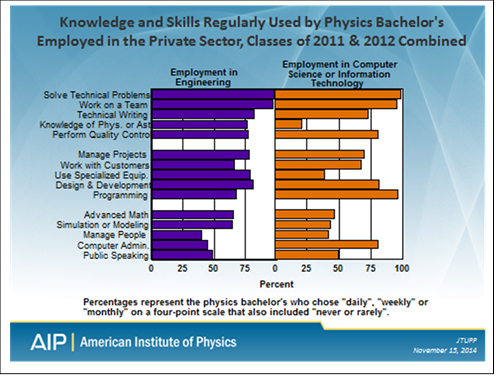 Knowledge and Skills Regularly Used by Physics Bachelor's
Employed in the Private Sector, Classes of 2011 & 2012 Combined
Employment in
Engineering
Employment in Computer
Science or Information
Technology
Solve Technical Problems
Work on a Team
Technical Writing
Knowledge of Phys. or Ast
Perform Quality Control
Manage Projects
Work with Customers
Use Specialized Equip.
Design & Development
Programming
Advanced Math
Simulation or Modeling
Manage People
Computer Admin.
Public Speaking
0 25 50 75 0 25 50 75 100
Percent
Percentages represent the physics bachelor's who chose "daily", "weekly" or
"monthly" on a four-point scale that also included "never or rarely".
AIP | American Institute of Physics
JTUPP
November 13, 2014